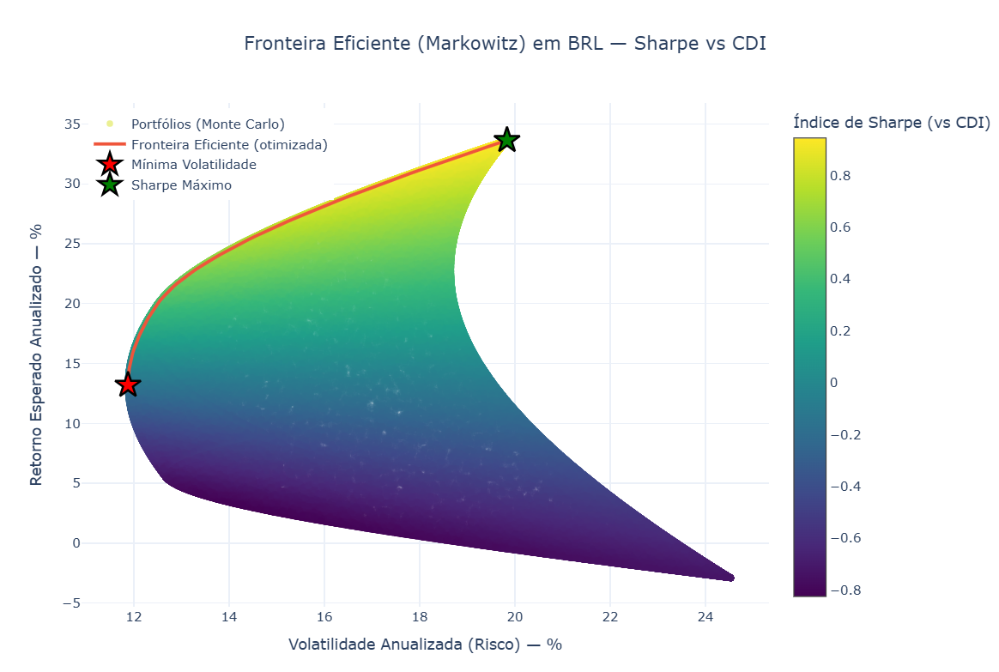 Fronteira Eficiente (Markowitz) em BRL — Sharpe vs CDI
Portfólios (Monte Carlo)
Fronteira Eficiente (otimizada)
Mínima Volatilidade
Sharpe Máximo
Retorno Esperado Anualizado — %
35
30
25
20
15
10
5
0
−5
12 14 16 18 20 22 24
Volatilidade Anualizada (Risco) — %
Índice de Sharpe (vs CDI)
0.8
0.6
0.4
0.2
0
−0.2
−0.4
−0.6
−0.8